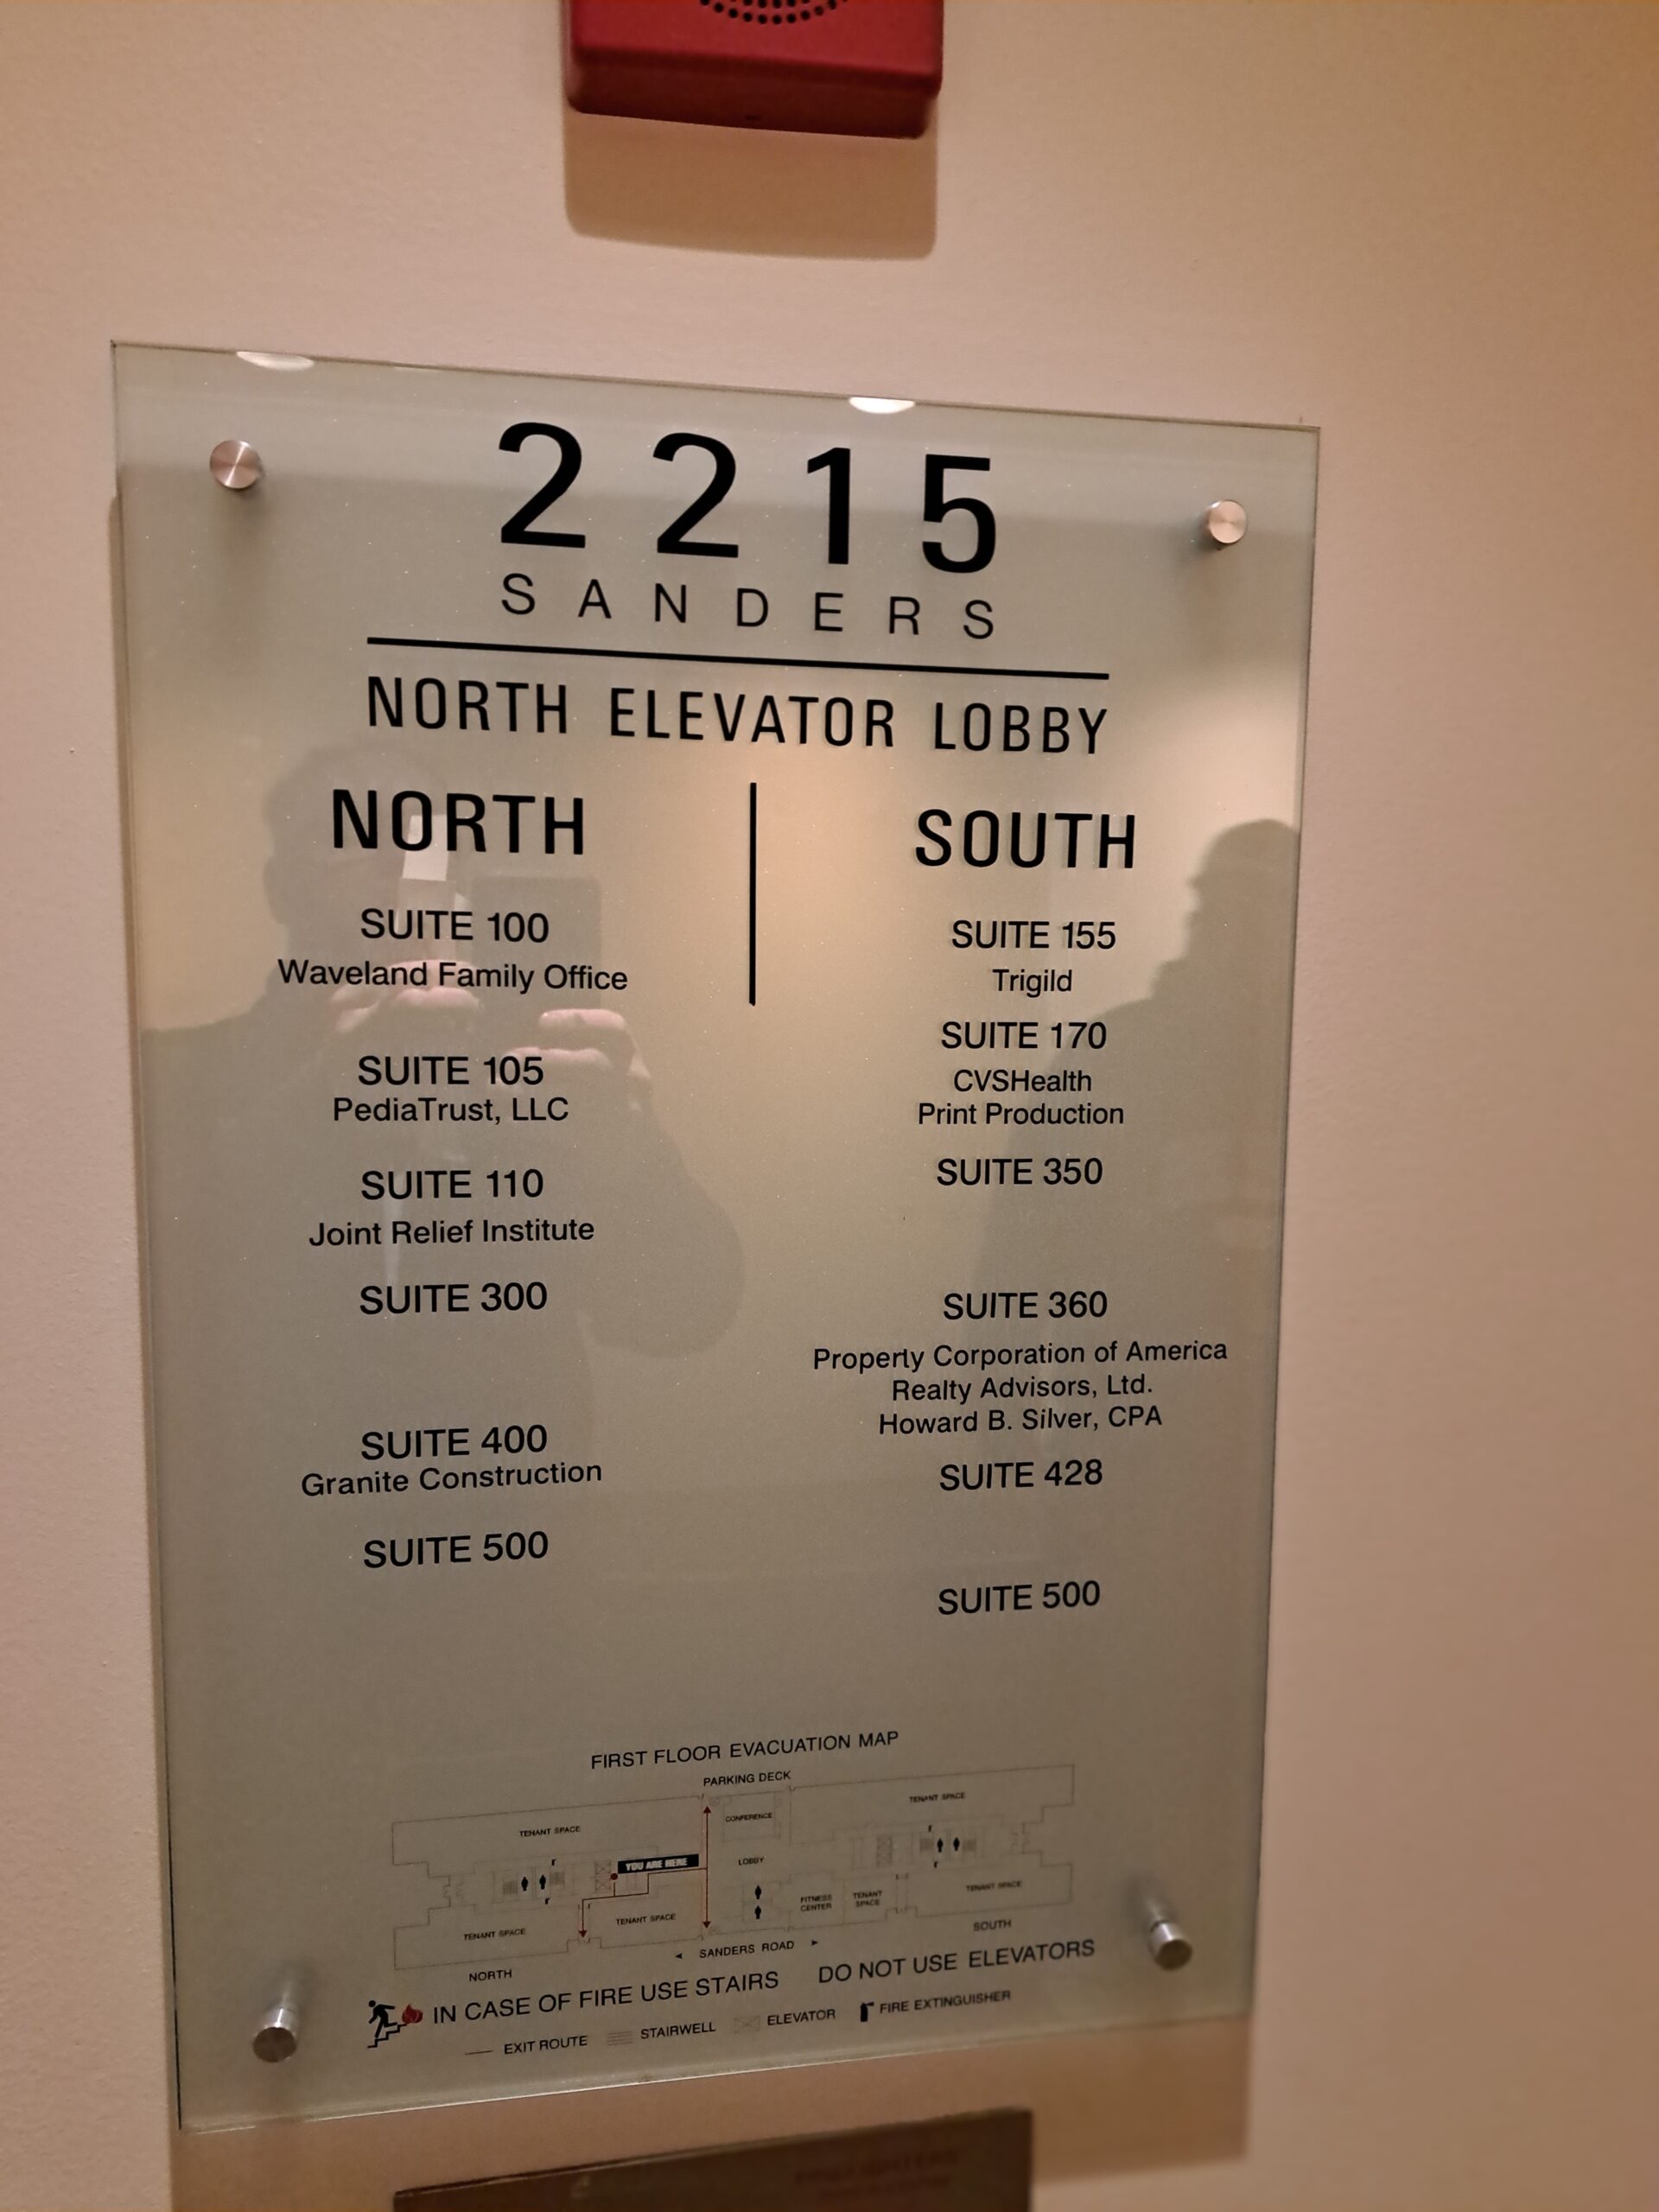 2215
SANDERS
NORTH ELEVATOR LOBBY
NORTH
SUITE 100
Waveland Family Office
SUITE 105
PediaTrust, LLC
SUITE 110
Joint Relief Institute
SUITE 300
SUITE 400
Granite Construction
SUITE 500
SOUTH
SUITE 155
Trigild
SUITE 170
CVSHealth
Print Production
SUITE 350
SUITE 360
Property Corporation of America
Realty Advisors, Ltd.
Howard B. Silver, CPA
SUITE 428
SUITE 500
FIRST FLOOR EVACUATION MAP
PARKING DECK
TENANT SPACE
CONFERENCE
TENANT SPACE
YOU ARE HERE
LOBBY
TENANT SPACE
TENANT SPACE
FITNESS
CENTER
TENANT
SPACE
TENANT SPACE
NORTH
SANDERS ROAD
SOUTH
IN CASE OF FIRE USE STAIRS DO NOT USE ELEVATORS
EXIT ROUTE STAIRWELL ELEVATOR FIRE EXTINGUISHER